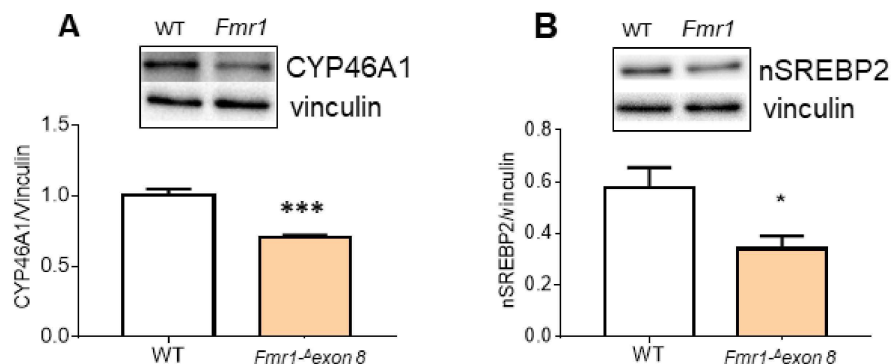 A
WT Fmr1
CYP46A1
vinculin
CYP46A1/Vinculin
1.5
1.0
0.5
0.0
***
WT
Fmr1-Δexon 8
B
WT Fmr1
nSREBP2
vinculin
nSREBP2/vinculin
0.8
0.6
0.4
0.2
0.0
*
WT
Fmr1-Δexon 8